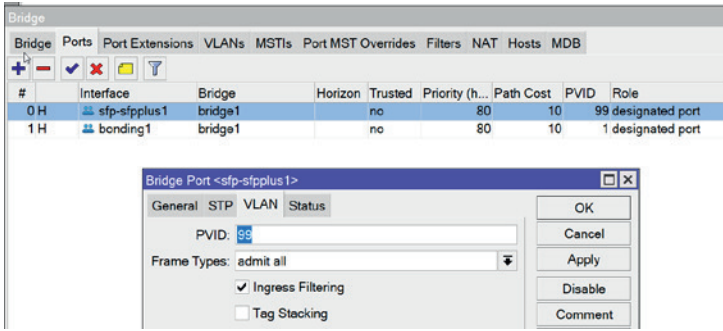 Bridge
Bridge Ports Port Extensions VLANs MSTIs Port MST Overrides Filters NAT Hosts MDB
# Interface Bridge Horizon Trusted Priority (h... Path Cost PVID Role
0 H sfp-sfpplus1 bridge1 no 80 10 99 designated port
1 H bonding1 bridge1 no 80 10 1 designated port
Bridge Port <sfp-sfpplus1>
General STP VLAN Status
OK
PVID: 99
Cancel
Frame Types: admit all
Apply
Ingress Filtering
Disable
Tag Stacking
Comment